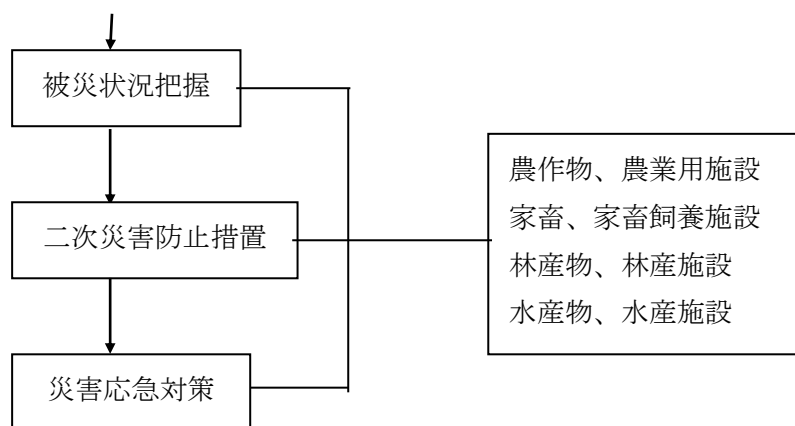 被災状況把握
二次災害防止措置
災害応急対策
農作物、農業用施設
家畜、家畜飼養施設
林産物、林産施設
水産物、水産施設